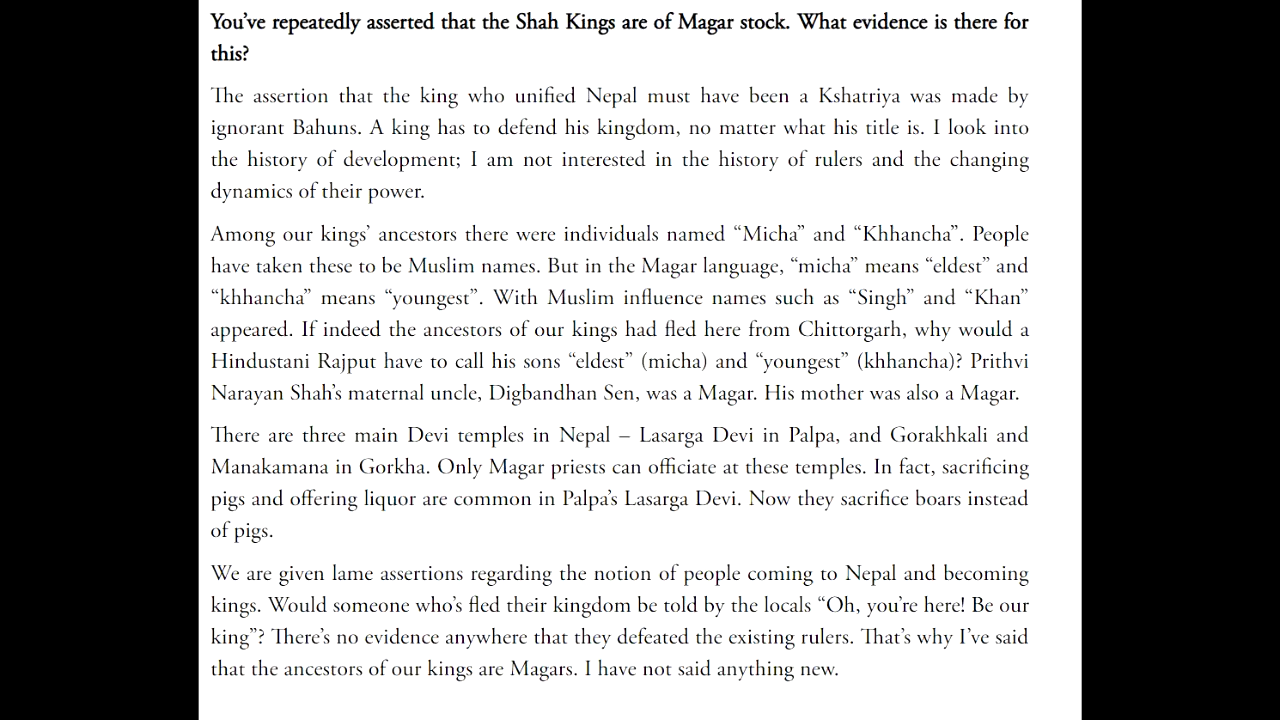 You’ve repeatedly asserted that the Shah Kings are of Magar stock. What evidence is there for
this?
The assertion that the king who unified Nepal must have been a Kshatriya was made by
ignorant Bahuns. A king has to defend his kingdom, no matter what his title is. I look into
the history of development; I am not interested in the history of rulers and the changing
dynamics of their power.
Among our kings’ ancestors there were individuals named “Micha” and “Khhancha”. People
have taken these to be Muslim names. But in the Magar language, “micha” means “eldest” and
“khhancha” means “youngest”. With Muslim influence names such as “Singh” and “Khan”
appeared. If indeed the ancestors of our kings had fled here from Chittorgarh, why would a
Hindustani Rajput have to call his sons “eldest” (micha) and “youngest” (khhancha)? Prithvi
Narayan Shah’s maternal uncle, Digbandhan Sen, was a Magar. His mother was also a Magar.
There are three main Devi temples in Nepal – Lasarga Devi in Palpa, and Gorakhkali and
Manakamana in Gorkha. Only Magar priests can officiate at these temples. In fact, sacrificing
pigs and offering liquor are common in Palpa’s Lasarga Devi. Now they sacrifice boars instead
of pigs.
We are given lame assertions regarding the notion of people coming to Nepal and becoming
kings. Would someone who’s fled their kingdom be told by the locals “Oh, you’re here! Be our
king”? There’s no evidence anywhere that they defeated the existing rulers. That’s why I’ve said
that the ancestors of our kings are Magars. I have not said anything new.